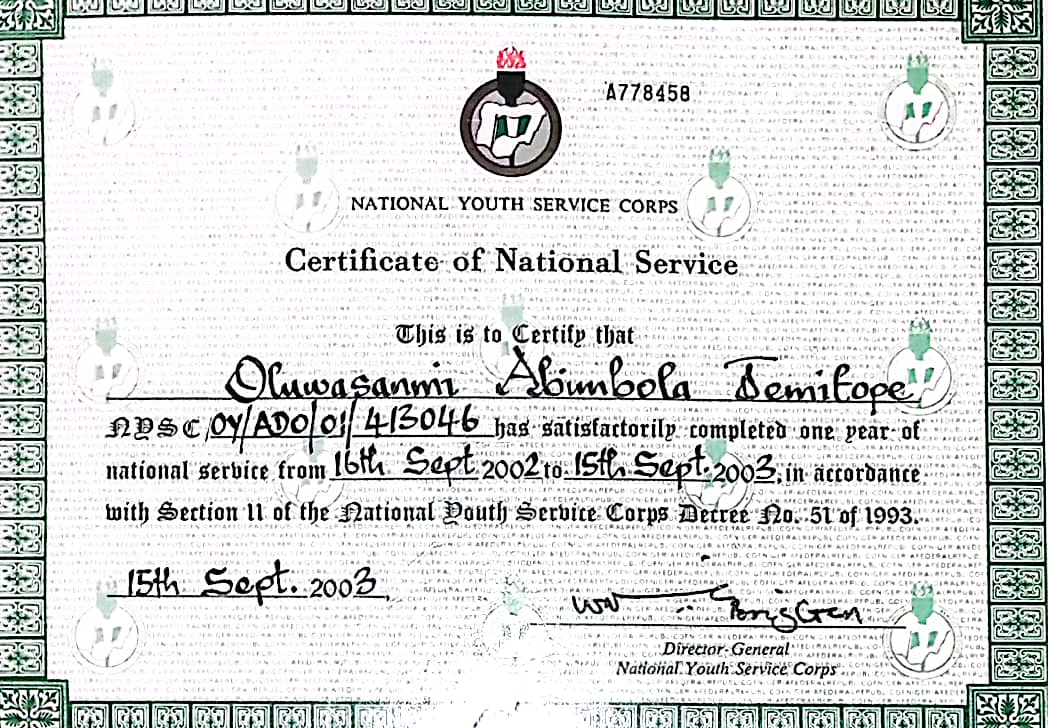 A778458
NATIONAL YOUTH SERVICE CORPS
Certificate of National Service
This is to Certify that
Oluwasanmi Abimbola Temitope
NYSC/OY/ADO/01/413046 has satisfactorily completed one year of
national service from 16th Sept 2002 to 15th Sept. 2003, in accordance
with Section 11 of the National Youth Service Corps Decree No. 51 of 1993.
15th Sept. 2003
Brig Gen
Director-General
National Youth Service Corps